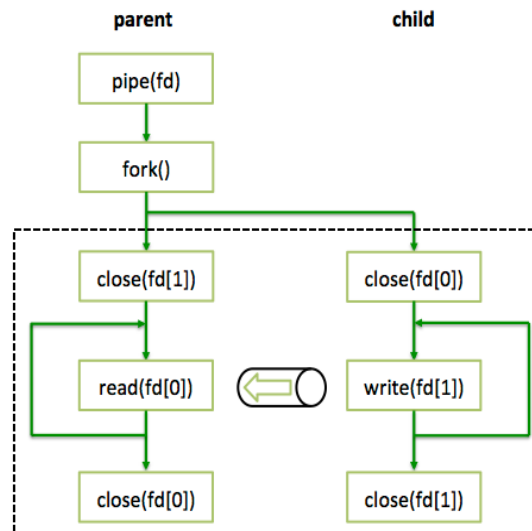 parent
child
pipe(fd)
fork()
close(fd[1])
close(fd[0])
read(fd[0])
write(fd[1])
close(fd[0])
close(fd[1])